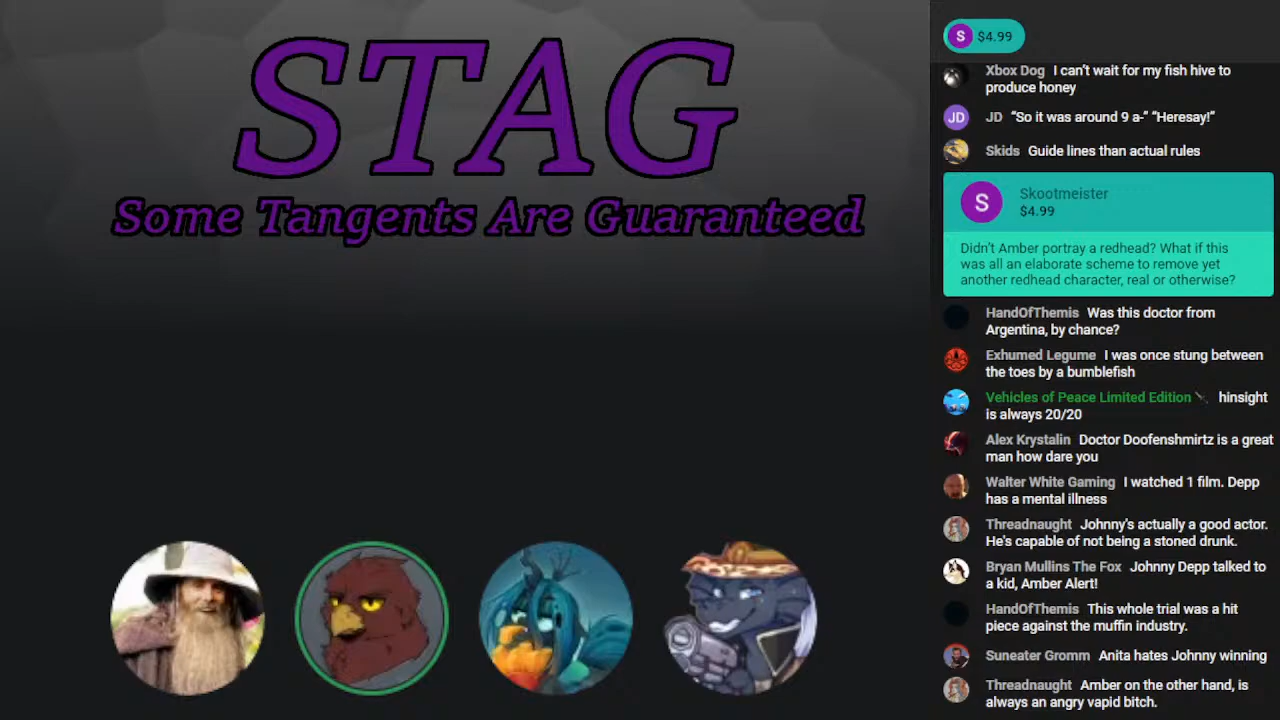 STAG
Some Tangents Are Guaranteed
S $4.99
Xbox Dog I can't wait for my fish hive to
produce honey
JD JD “So it was around 9 a-” “Heresay!”
Skids Guide lines than actual rules
S Skootmeister
$4.99
Didn't Amber portray a redhead? What if this
was all an elaborate scheme to remove yet
another redhead character, real or otherwise?
HandOfThemis Was this doctor from
Argentina, by chance?
Exhumed Legume I was once stung between
the toes by a bumblefish
Vehicles of Peace Limited Edition hinsight
is always 20/20
Alex Krystalin Doctor Doofenshmirtz is a great
man how dare you
Walter White Gaming I watched 1 film. Depp
has a mental illness
Threadnaught Johnny's actually a good actor.
He's capable of not being a stoned drunk.
Bryan Mullins The Fox Johnny Depp talked to
a kid, Amber Alert!
HandOfThemis This whole trial was a hit
piece against the muffin industry.
Suneater Gromm Anita hates Johnny winning
Threadnaught Amber on the other hand, is
always an angry vapid bitch.